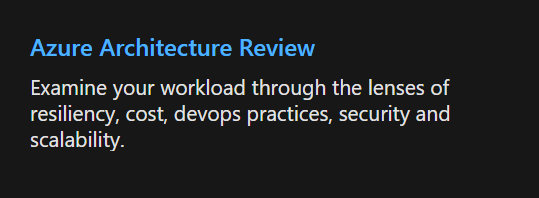 Azure Architecture Review
Examine your workload through the lenses of
resiliency, cost, devops practices, security and
scalability.